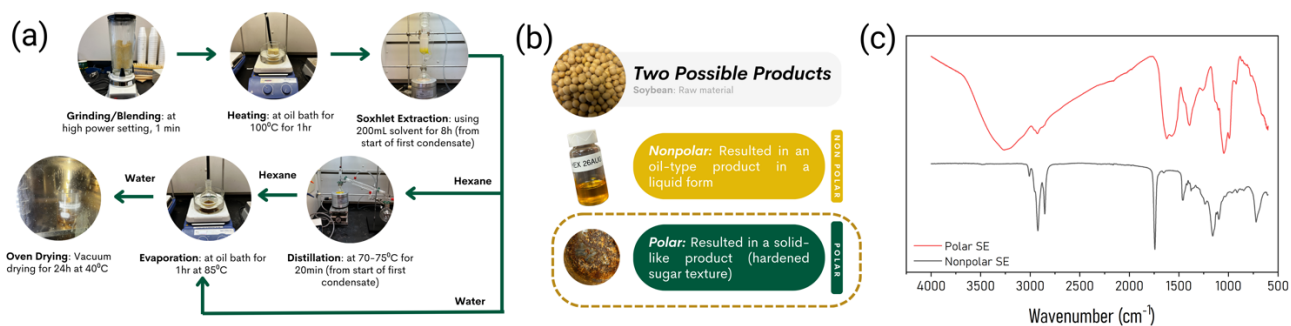 (a)
Grinding/Blending: at
high power setting, 1 min
Heating: at oil bath for
100⁰C for 1hr
Soxhlet Extraction: using
200mL solvent for 8h (from
start of first condensate)
Water
Hexane
Hexane
Oven Drying: Vacuum
drying for 24h at 40⁰C
Evaporation: at oil bath for
1hr at 85⁰C
Distillation: at 70-75⁰C for
20min (from start of first
condensate)
Water
(b)
Two Possible Products
Soybean: Raw material
EX 26AUG
Nonpolar: Resulted in an
oil-type product in a
liquid form
NON POLAR
Polar: Resulted in a solid-
like product (hardened
sugar texture)
POLAR
(c)
Polar SE
Nonpolar SE
4000 3500 3000 2500 2000 1500 1000 500
Wavenumber (cm⁻¹)